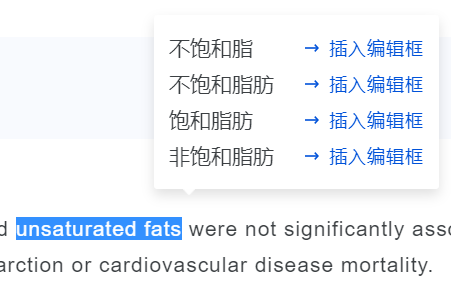 不饱和脂 → 插入编辑框
不饱和脂肪 → 插入编辑框
饱和脂肪 → 插入编辑框
非饱和脂肪 → 插入编辑框
unsaturated fats were not significantly
or cardiovascular disease mortality.